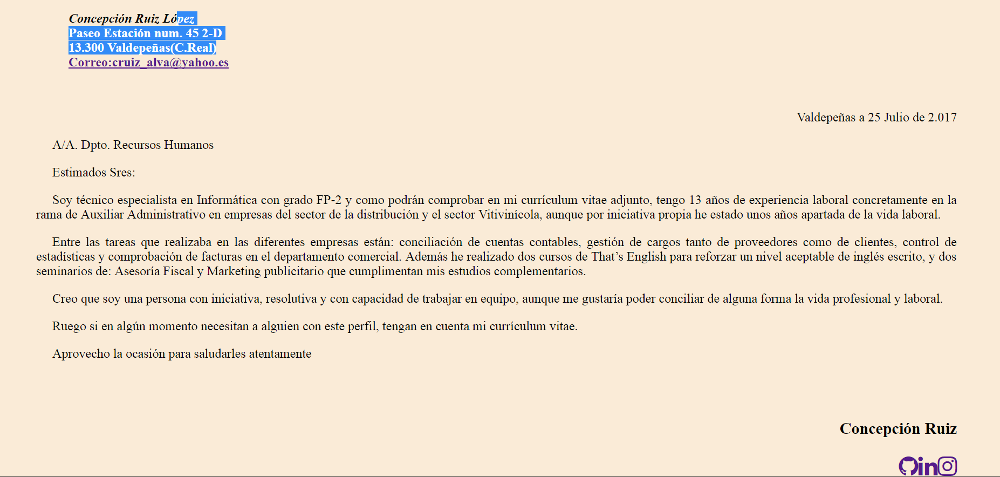 Concepción Ruiz López
Paseo Estación num. 45 2-D
13.300 Valdepeñas(C.Real)
Correo:cruiz_alva@yahoo.es
Valdepeñas a 25 Julio de 2.017
A/A. Dpto. Recursos Humanos
Estimados Sres:
Soy técnico especialista en Informática con grado FP-2 y como podrán comprobar en mi currículum vitae adjunto, tengo 13 años de experiencia laboral concretamente en la
rama de Auxiliar Administrativo en empresas del sector de la distribución y el sector Vitivinícola, aunque por iniciativa propia he estado unos años apartada de la vida laboral.
Entre las tareas que realizaba en las diferentes empresas están: conciliación de cuentas contables, gestión de cargos tanto de proveedores como de clientes, control de
estadísticas y comprobación de facturas en el departamento comercial. Además he realizado dos cursos de That’s English para reforzar un nivel aceptable de inglés escrito, y dos
seminarios de: Asesoría Fiscal y Marketing publicitario que cumplimentan mis estudios complementarios.
Creo que soy una persona con iniciativa, resolutiva y con capacidad de trabajar en equipo, aunque me gustaría poder conciliar de alguna forma la vida profesional y laboral.
Ruego si en algún momento necesitan a alguien con este perfil, tengan en cuenta mi currículum vitae.
Aprovecho la ocasión para saludarles atentamente
Concepción Ruiz
in